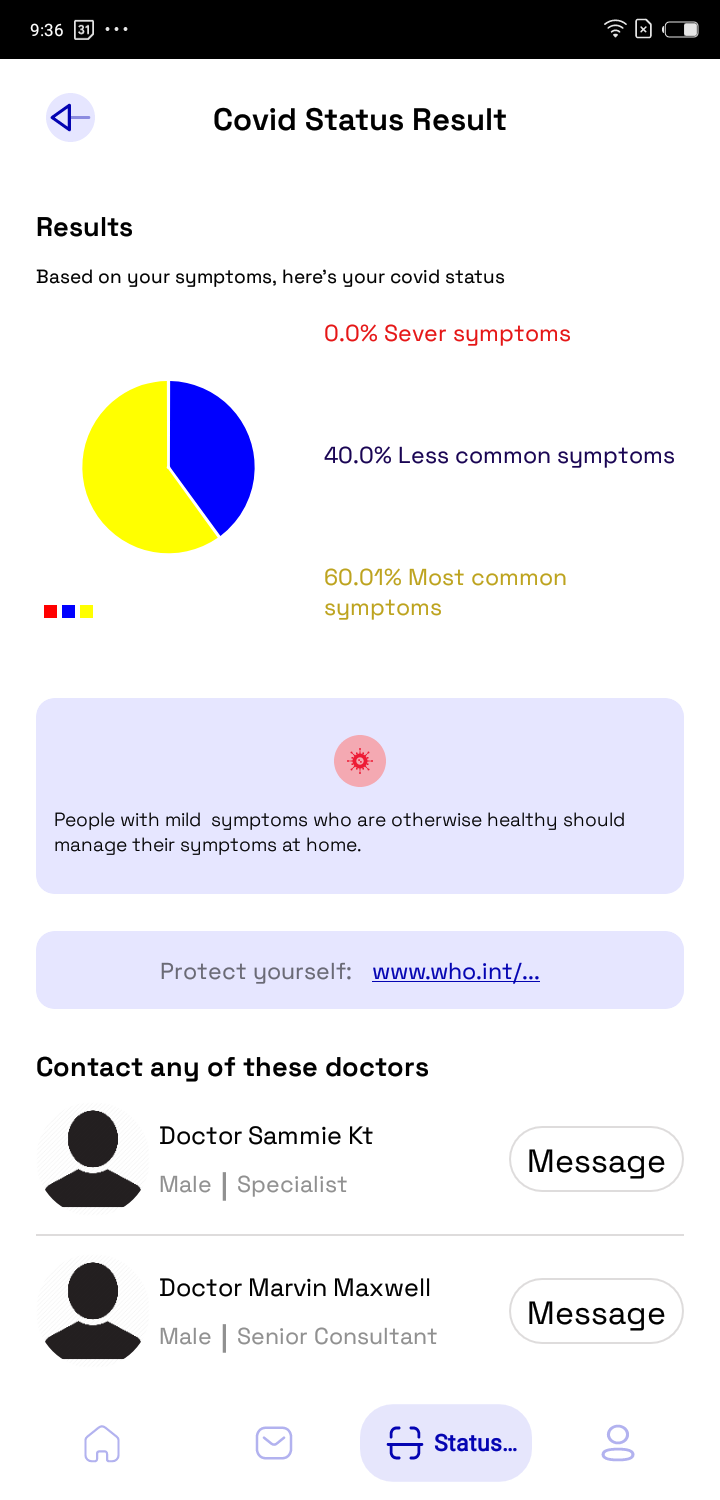 9:36 31
Covid Status Result
Results
Based on your symptoms, here's your covid status
0.0% Sever symptoms
40.0% Less common symptoms
60.01% Most common
symptoms
People with mild  symptoms who are otherwise healthy should
manage their symptoms at home.
Protect yourself: www.who.int/...
Contact any of these doctors
Doctor Sammie Kt
Male | Specialist
Message
Doctor Marvin Maxwell
Male | Senior Consultant
Message
Status...